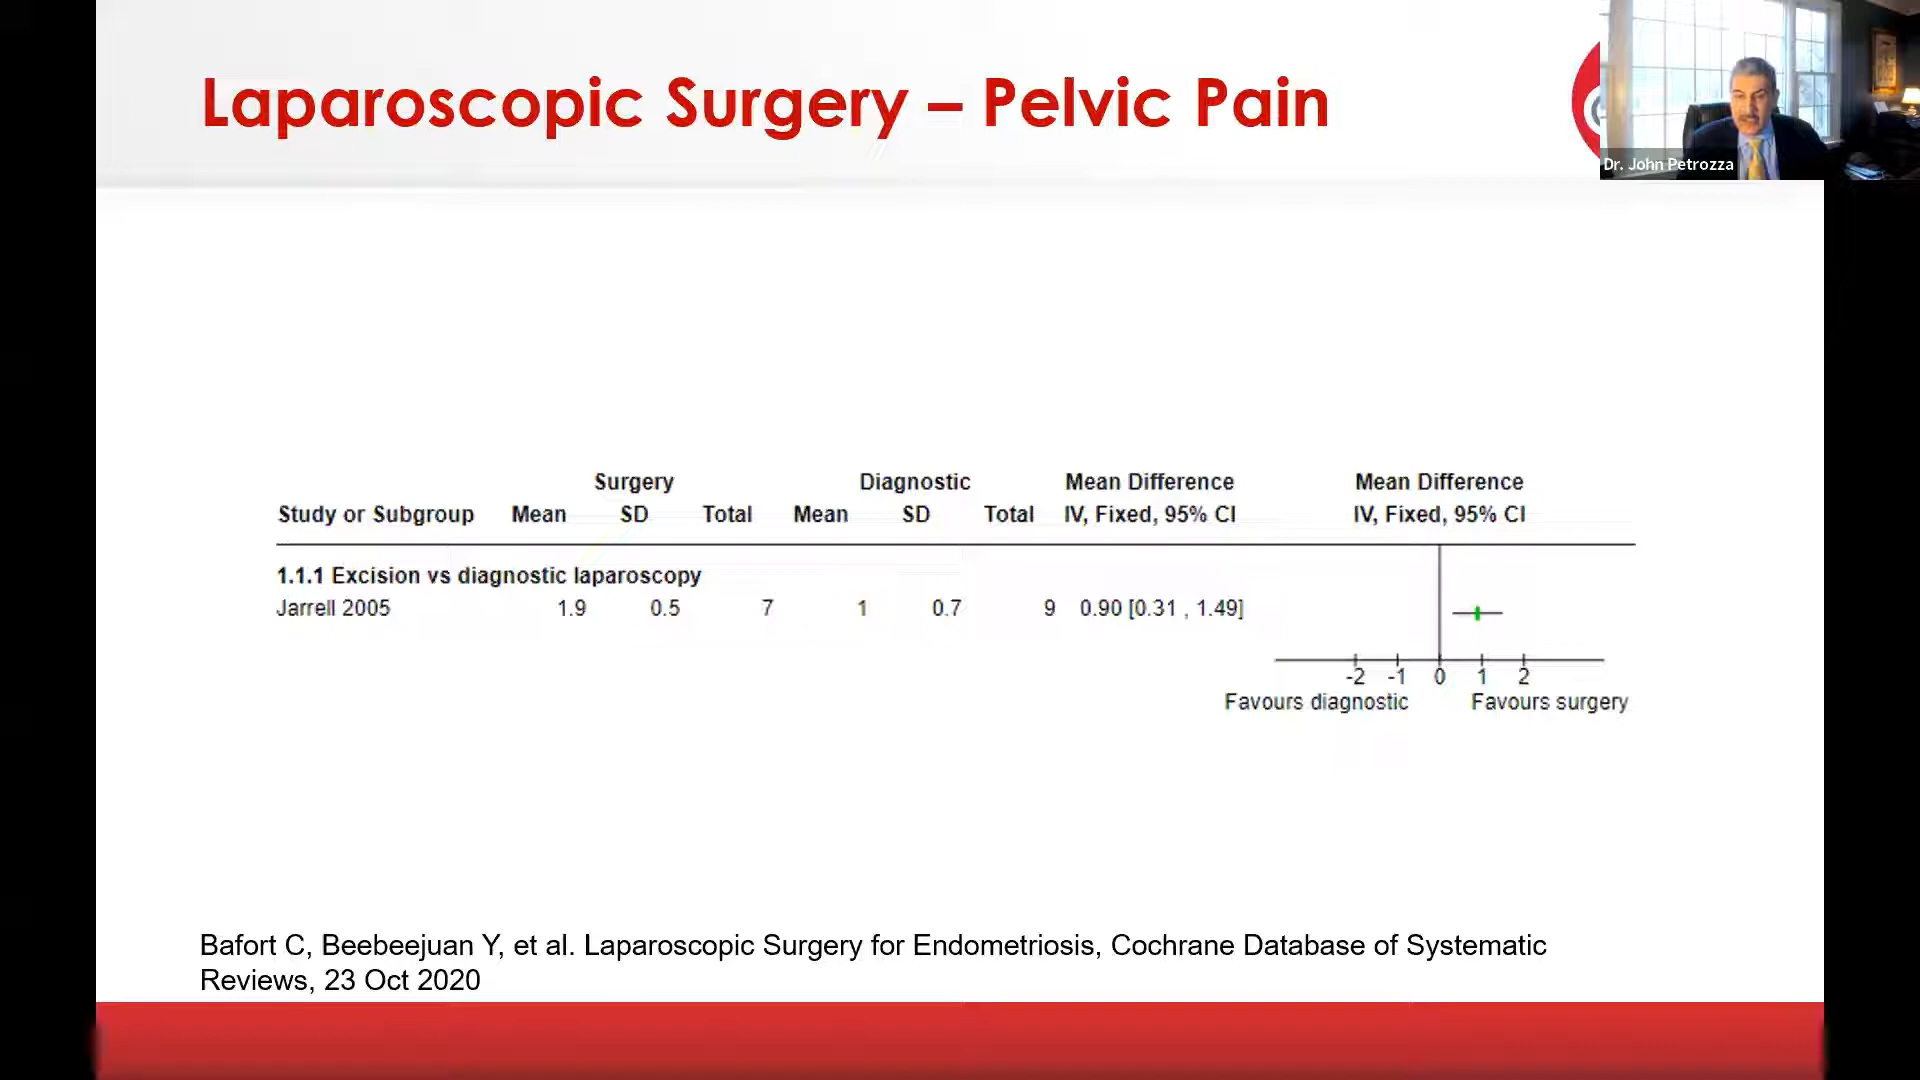 Laparoscopic Surgery – Pelvic Pain
Dr. John Petrozza
Surgery Diagnostic Mean Difference Mean Difference
Study or Subgroup Mean SD Total Mean SD Total IV, Fixed, 95% CI IV, Fixed, 95% CI
1.1.1 Excision vs diagnostic laparoscopy
Jarrell 2005 1.9 0.5 7 1 0.7 9 0.90 [0.31 , 1.49]
-2 -1 0 1 2
Favours diagnostic Favours surgery
Bafort C, Beebeejuan Y, et al. Laparoscopic Surgery for Endometriosis, Cochrane Database of Systematic
Reviews, 23 Oct 2020